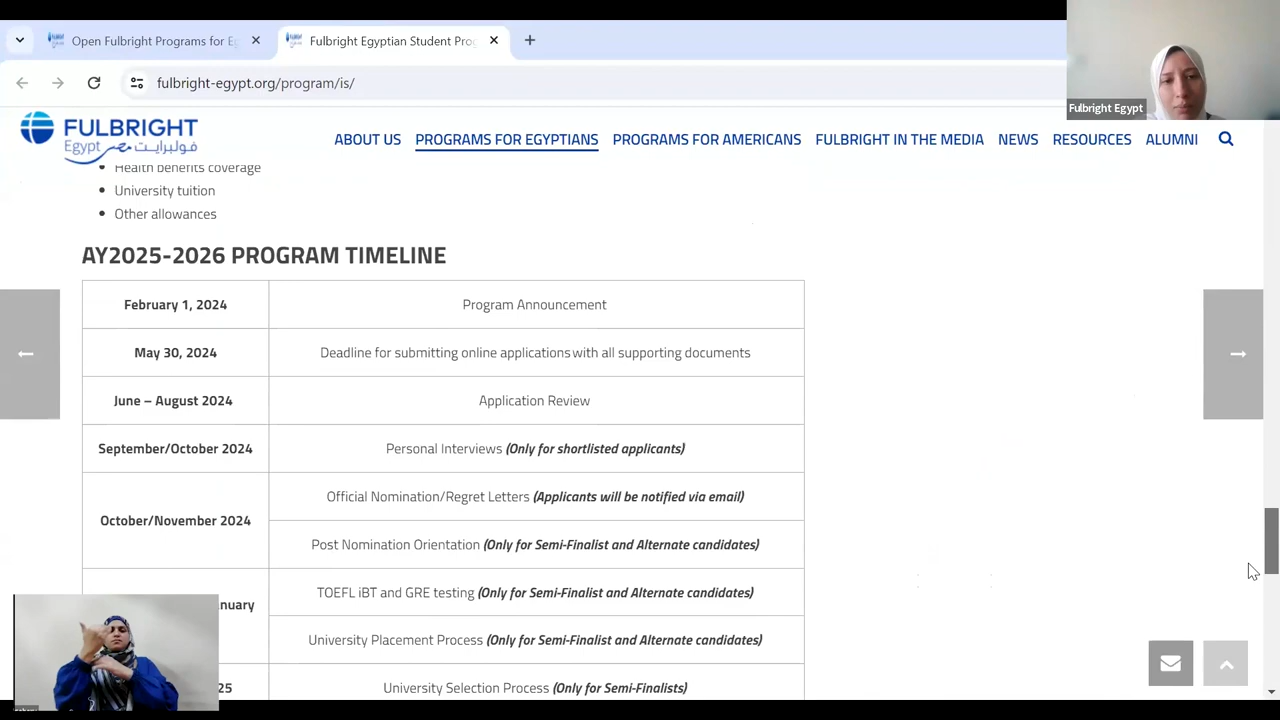 Open Fulbright Programs for Eg
Fulbright Egyptian Student Prog
fulbright-egypt.org/program/is/
Fulbright Egypt
FULBRIGHT
Egypt فولبرايت مصر
ABOUT US
PROGRAMS FOR EGYPTIANS
PROGRAMS FOR AMERICANS
FULBRIGHT IN THE MEDIA
NEWS
RESOURCES
ALUMNI
Health benefits coverage
University tuition
Other allowances
AY2025-2026 PROGRAM TIMELINE
February 1, 2024 Program Announcement
May 30, 2024 Deadline for submitting online applications with all supporting documents
June – August 2024 Application Review
September/October 2024 Personal Interviews (Only for shortlisted applicants)
October/November 2024 Official Nomination/Regret Letters (Applicants will be notified via email)
Post Nomination Orientation (Only for Semi-Finalist and Alternate candidates)
nuary TOEFL iBT and GRE testing (Only for Semi-Finalist and Alternate candidates)
University Placement Process (Only for Semi-Finalist and Alternate candidates)
25 University Selection Process (Only for Semi-Finalists)